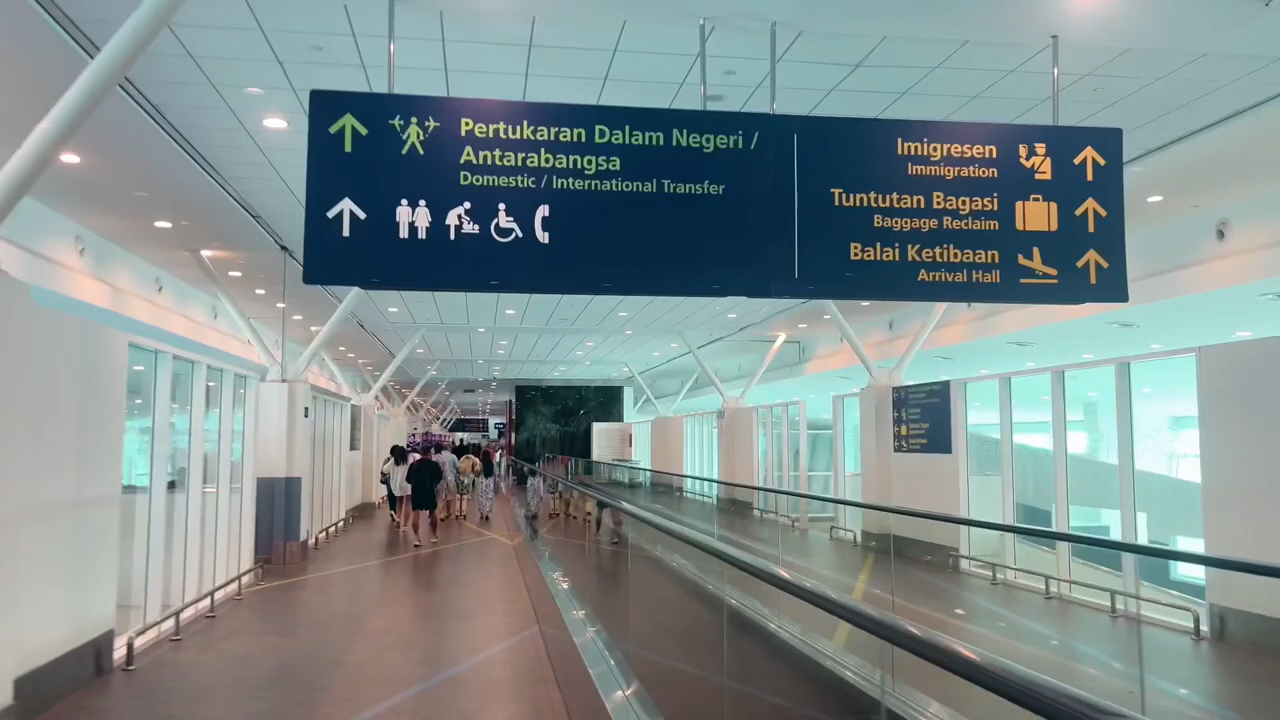 Pertukaran Dalam Negeri /
Antarabangsa
Domestic / International Transfer
Imigresen
Immigration
Tuntutan Bagasi
Baggage Reclaim
Balai Ketibaan
Arrival Hall